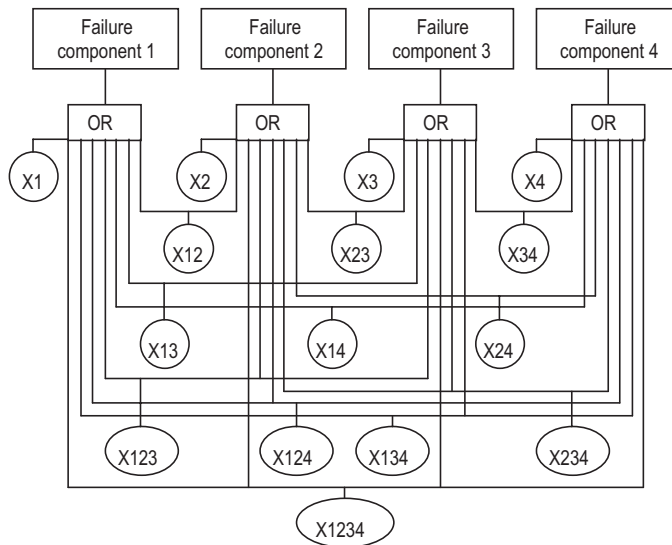 Failure
component 1
Failure
component 2
Failure
component 3
Failure
component 4
OR
OR
OR
OR
X1
X2
X3
X4
X12
X23
X34
X13
X14
X24
X123
X124
X134
X234
X1234